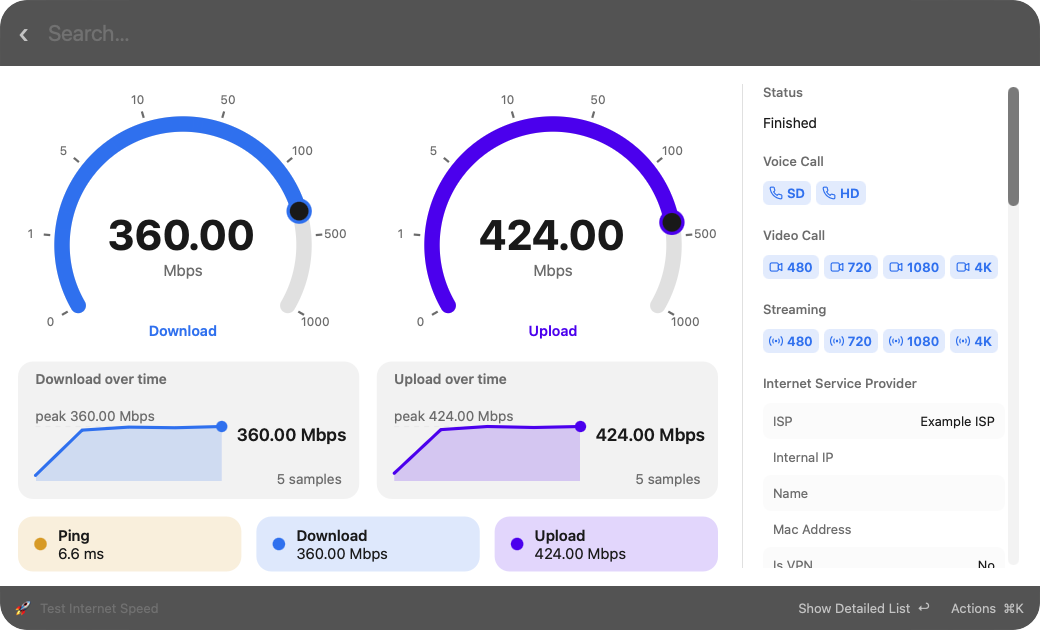 Search...
0
1
5
10
50
100
500
1000
360.00
Mbps
Download
0
1
5
10
50
100
500
1000
424.00
Mbps
Upload
Download over time
peak 360.00 Mbps
360.00 Mbps
5 samples
Upload over time
peak 424.00 Mbps
424.00 Mbps
5 samples
Ping
6.6 ms
Download
360.00 Mbps
Upload
424.00 Mbps
Status
Finished
Voice Call
SD HD
Video Call
480 720 1080 4K
Streaming
480 720 1080 4K
Internet Service Provider
ISP Example ISP
Internal IP
Name
Mac Address
Is VPN No
Test Internet Speed
Show Detailed List ↩ Actions ⌘K